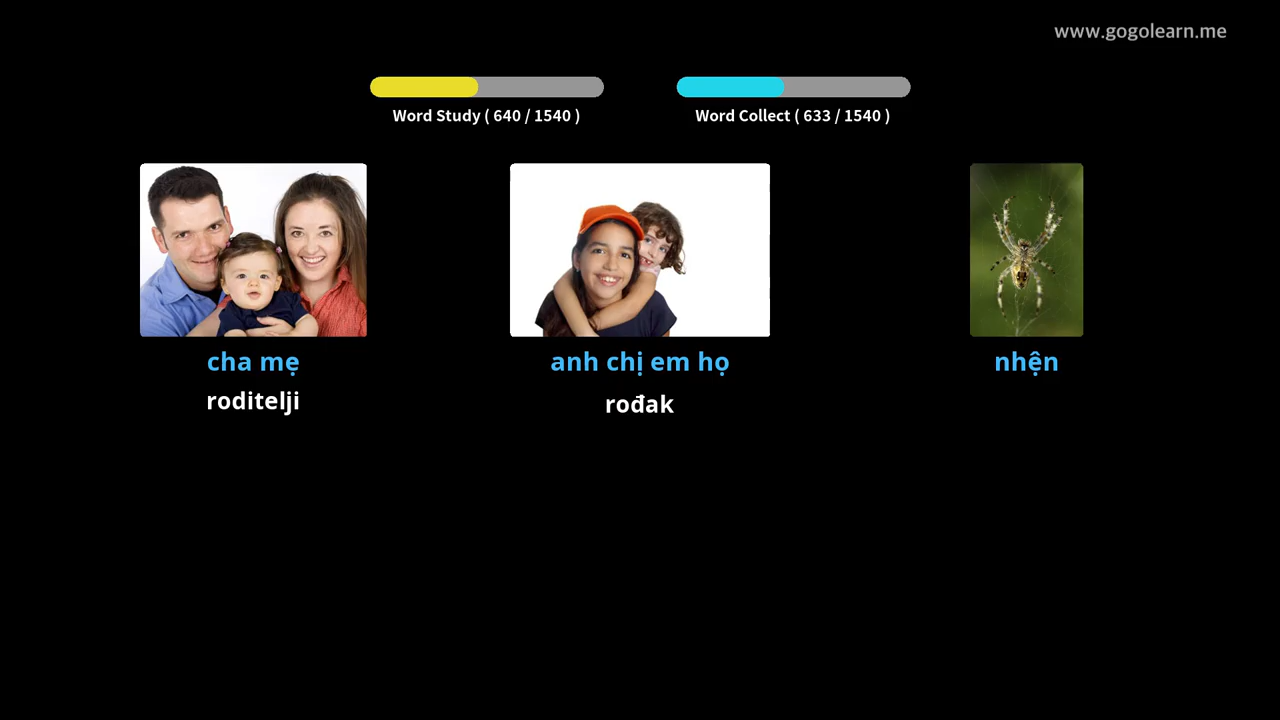 www.gogolearn.me
Word Study ( 640 / 1540 )
Word Collect ( 633 / 1540 )
cha mẹ
anh chị em họ
nhện
roditelji
rođak